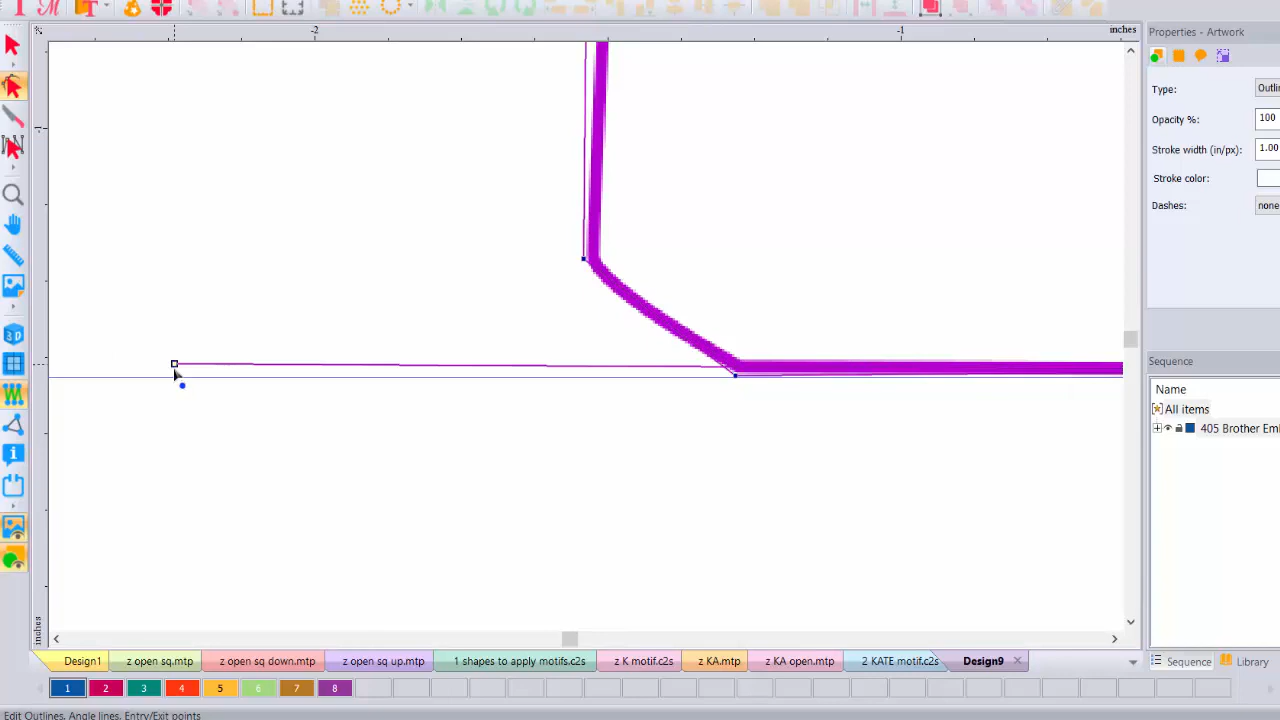 -2
-1
inches
Properties - Artwork
Type: Outli
Opacity %: 100
Stroke width (in/px): 1.00
Stroke color:
Dashes: none
3D
Sequence
Name
All items
405 Brother Em
inches
Design1 z open sq.mtp z open sq down.mtp z open sq up.mtp 1 shapes to apply motifs.c2s z K motif.c2s z KA.mtp z KA open.mtp 2 KATE motif.c2s Design9 Sequence Library
1 2 3 4 5 6 7 8
Edit Outlines, Angle lines, Entry/Exit points